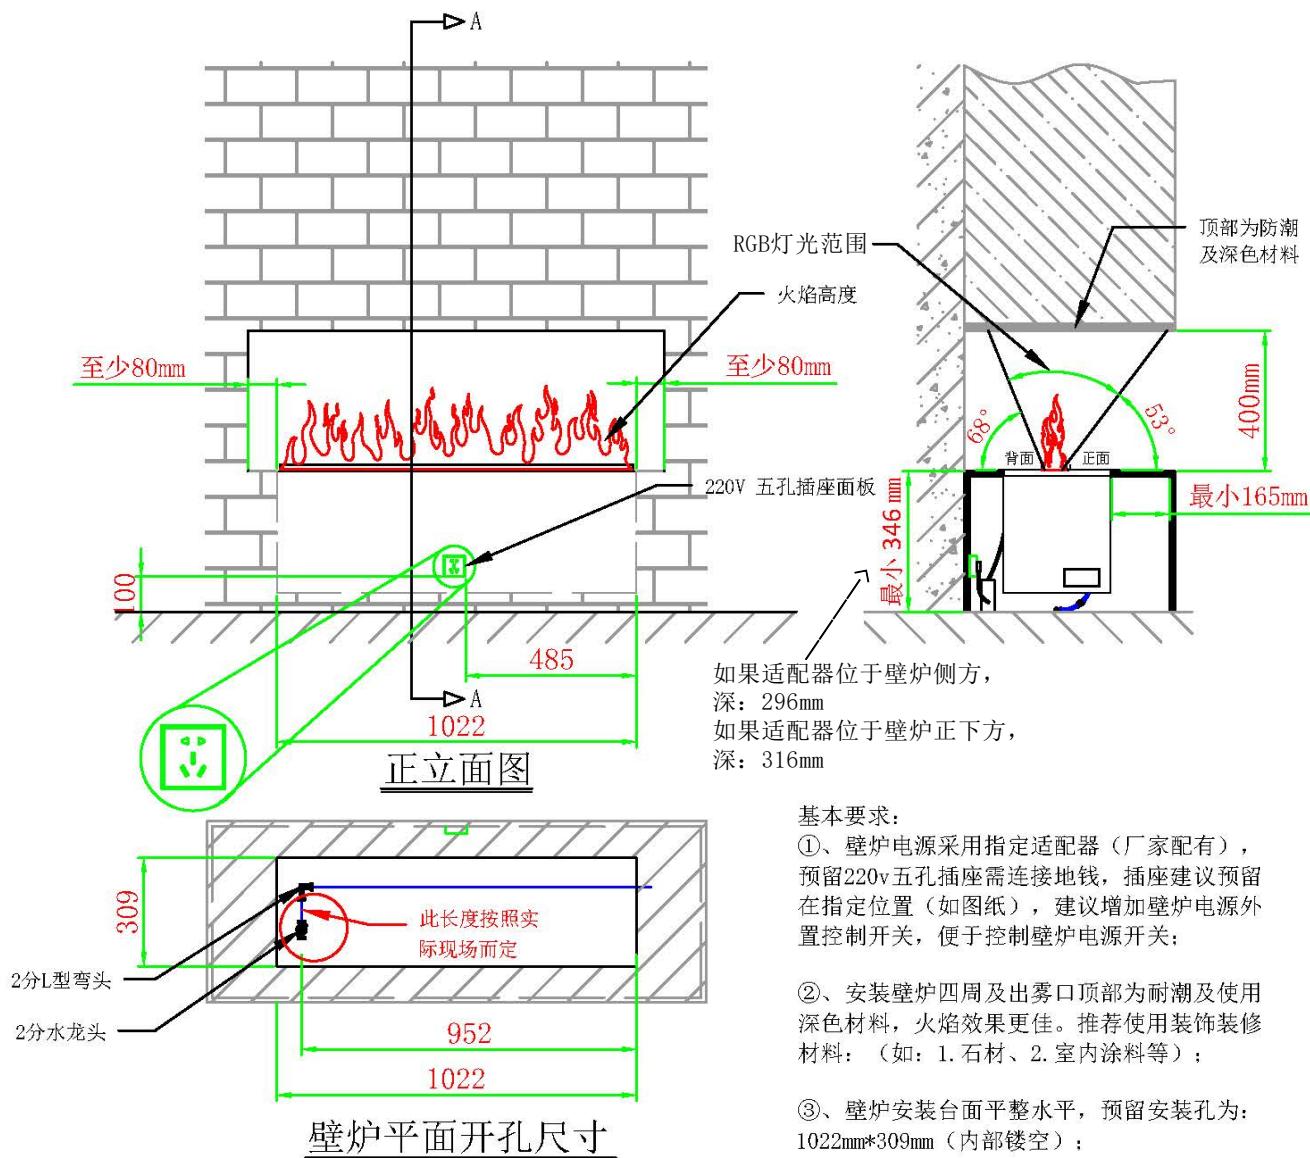 A
RGB灯光范围
顶部为防潮
及深色材料
火焰高度
至少80mm
至少80mm
400mm
68°
53°
背面
正面
220V 五孔插座面板
最小165mm
最小 346 mm
100
485
如果适配器位于壁炉侧方，
深：296mm
如果适配器位于壁炉正下方，
深：316mm
A
1022
正立面图
309
此长度按照实
际现场而定
2分L型弯头
2分水龙头
952
1022
壁炉平面开孔尺寸
基本要求：
①、壁炉电源采用指定适配器（厂家配有），
预留220v五孔插座需连接地钱，插座建议预留
在指定位置（如图纸），建议增加壁炉电源外
置控制开关，便于控制壁炉电源开关；
②、安装壁炉四周及出雾口顶部为耐潮及使用
深色材料，火焰效果更佳。推荐使用装饰装修
材料：（如：1.石材、2.室内涂料等）；
③、壁炉安装台面平整水平，预留安装孔为：
1022mm*309mm（内部镂空）；